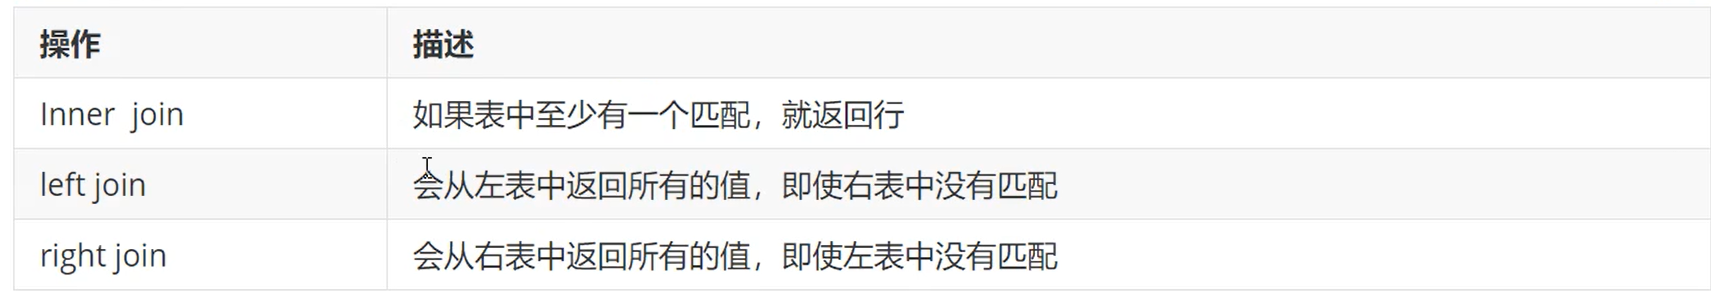 操作 描述
Inner join 如果表中至少有一个匹配，就返回行
left join 会从左表中返回所有的值，即使右表中没有匹配
right join 会从右表中返回所有的值，即使左表中没有匹配